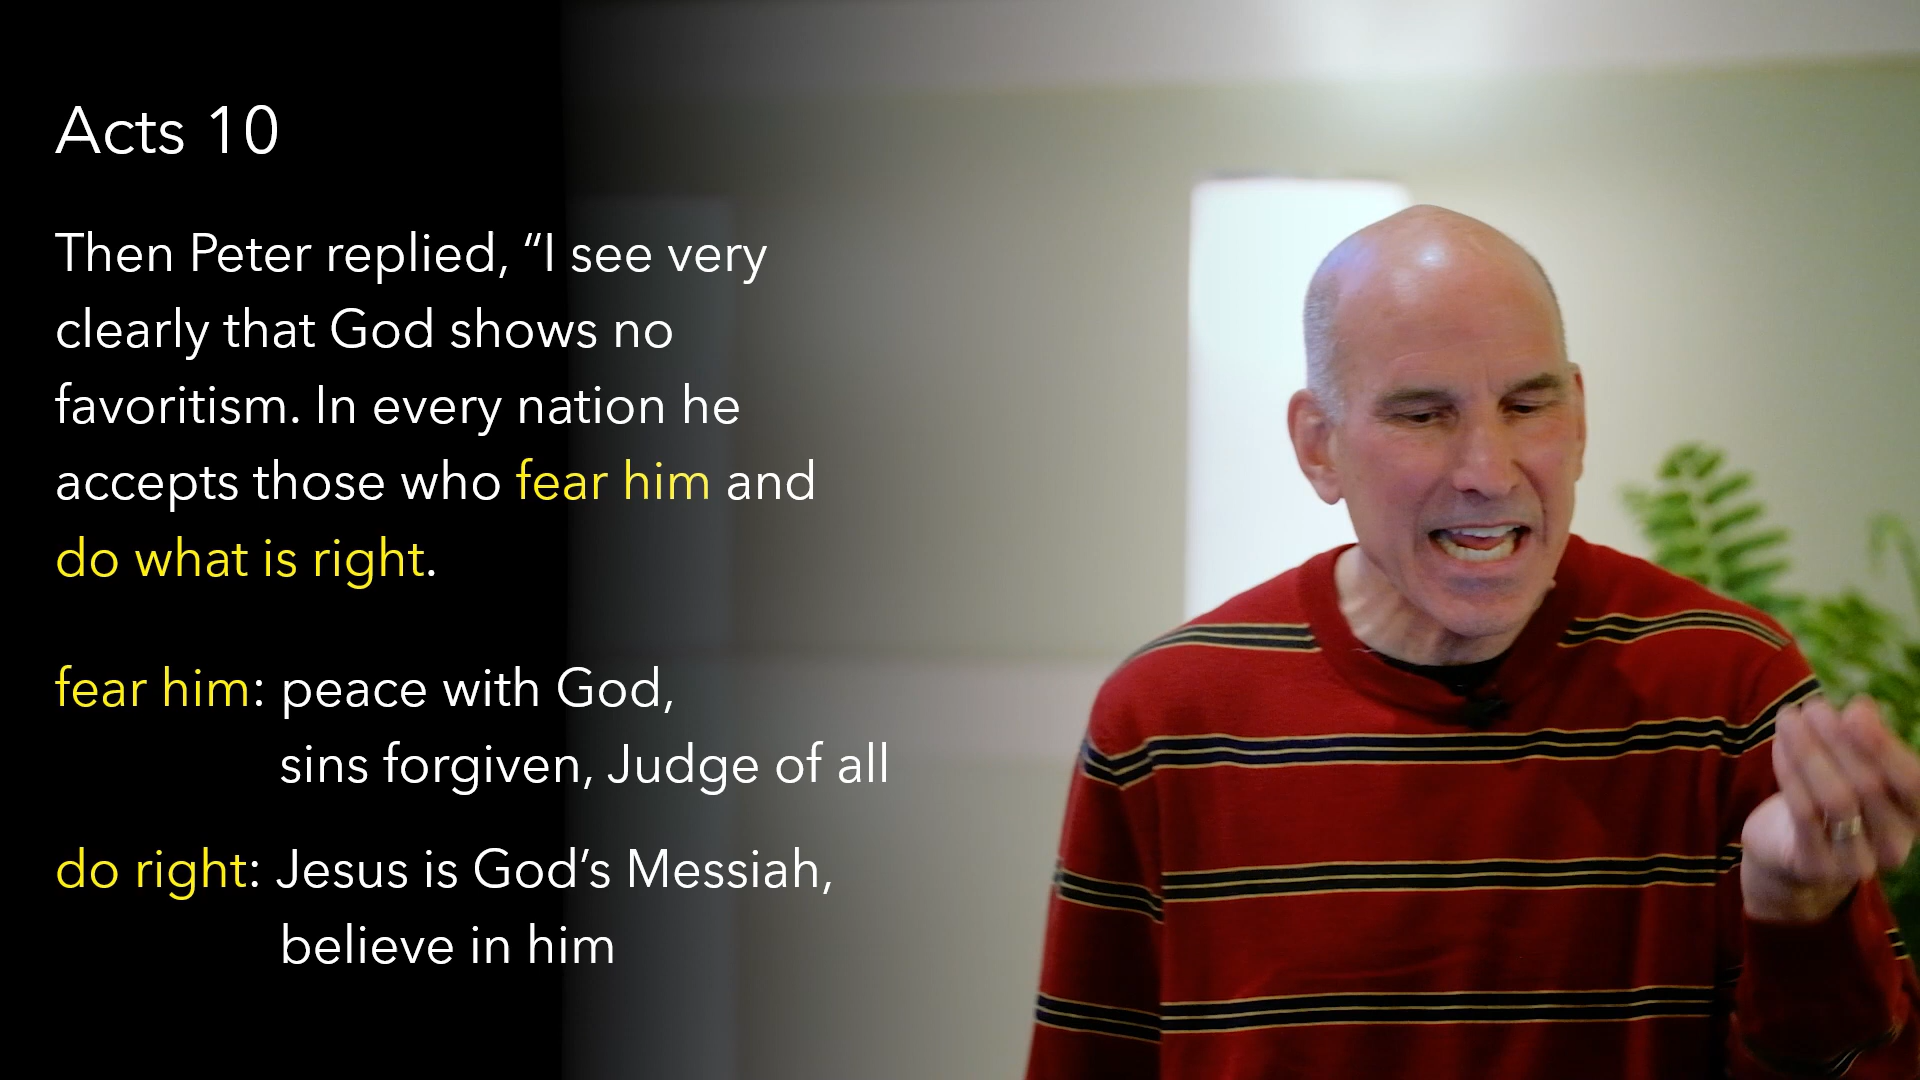 Acts 10
Then Peter replied, “I see very
clearly that God shows no
favoritism. In every nation he
accepts those who fear him and
do what is right.
fear him: peace with God,
sins forgiven, Judge of all
do right: Jesus is God’s Messiah,
believe in him